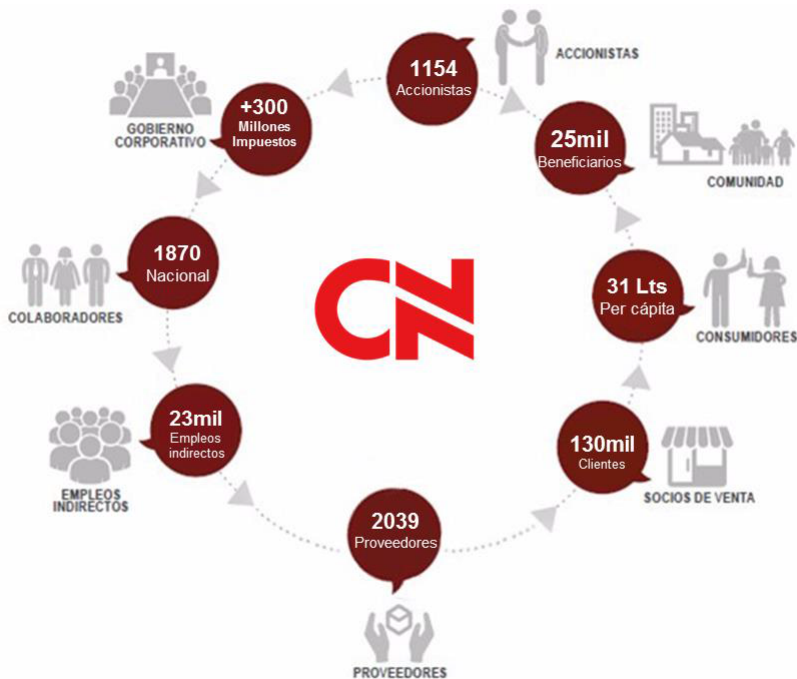 1154
Accionistas
ACCIONISTAS
+300
Millones
Impuestos
GOBIERNO
CORPORATIVO
25mil
Beneficiarios
COMUNIDAD
1870
Nacional
COLABORADORES
CN
31 Lts
Per cápita
CONSUMIDORES
23mil
Empleos
indirectos
EMPLEOS
INDIRECTOS
130mil
Clientes
SOCIOS DE VENTA
2039
Proveedores
PROVEEDORES